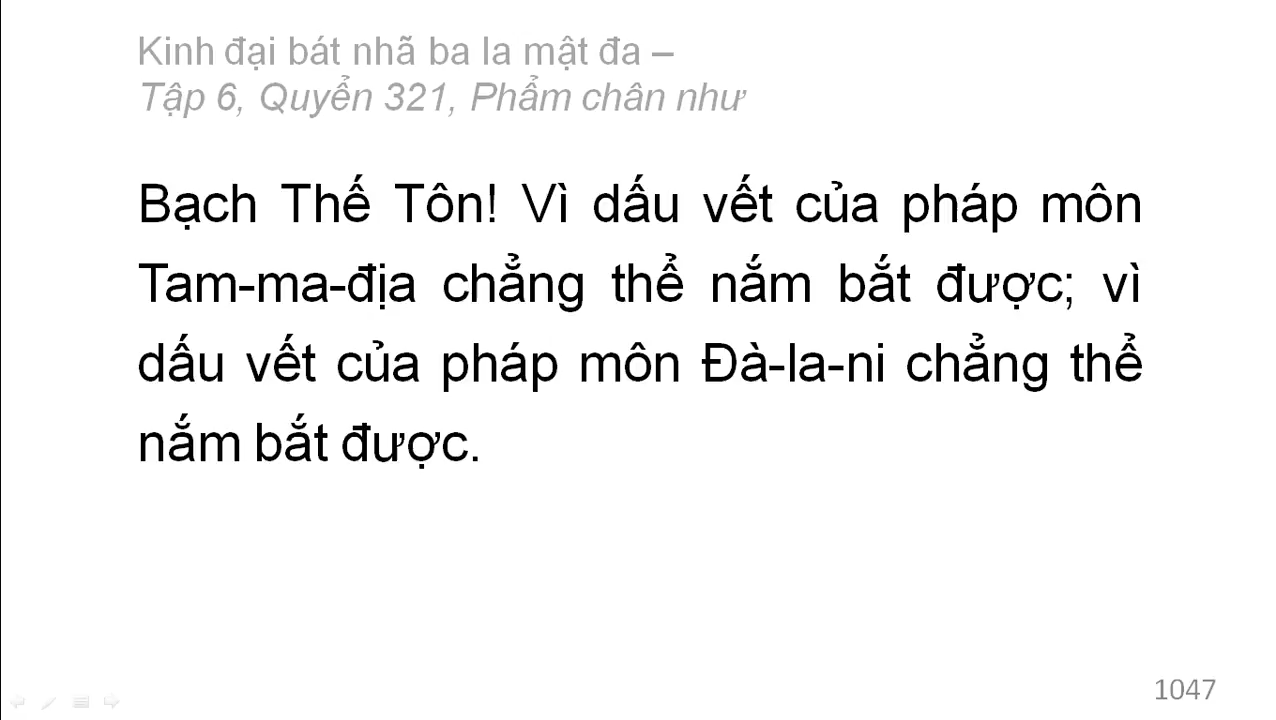 Kinh đại bát nhã ba la mật đa –
Tập 6, Quyển 321, Phẩm chân như
Bạch Thế Tôn! Vì dấu vết của pháp môn
Tam-ma-địa chẳng thể nắm bắt được; vì
dấu vết của pháp môn Đà-la-ni chẳng thể
nắm bắt được.
1047